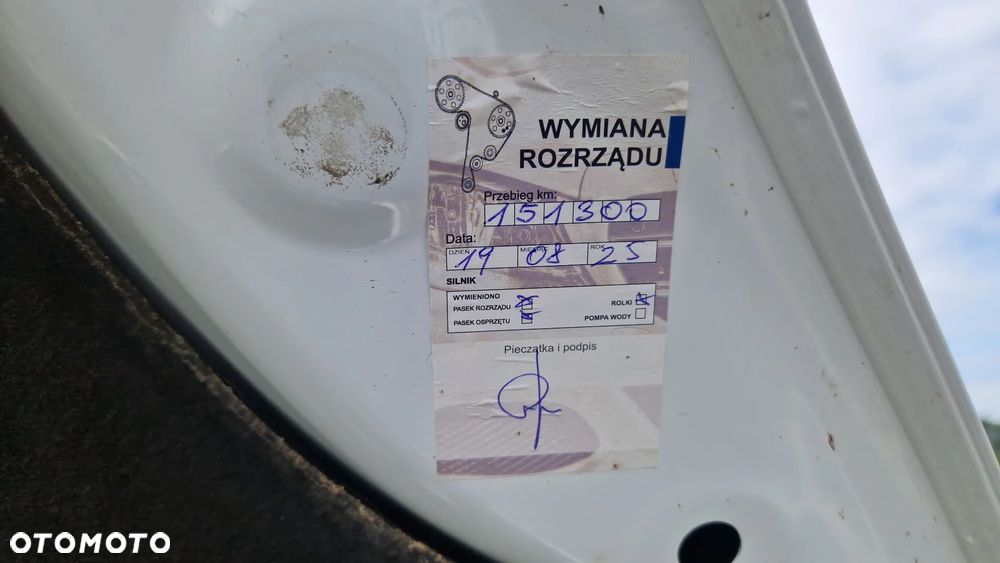 WYMIANA
ROZRZĄDU
Przebieg km:
151300
Data:
DZIEŃ 19 MIESIĄC 08 ROK 25
SILNIK
WYMIENIONO
PASEK ROZRZĄDU ROLKI
PASEK OSPRZĘTU POMPA WODY
Pieczątka i podpis
OTOMOTO